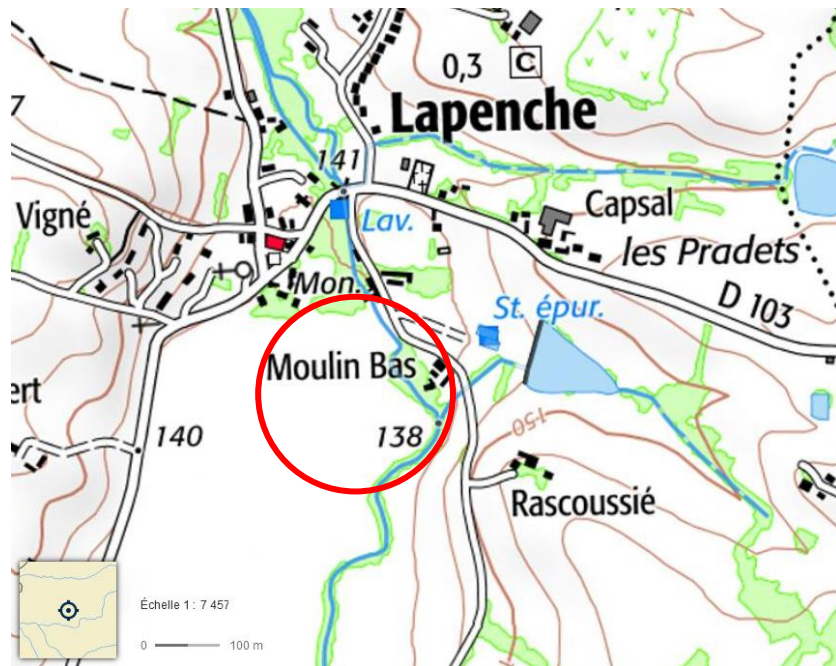 0,3 C
Lapenche
7
141
Vigné
Lav.
Capsal
les Pradets
Mon.
St. épur.
D 103
Moulin Bas
ert
140
138
150
Rascoussié
Échelle 1 : 7 457
0 100 m